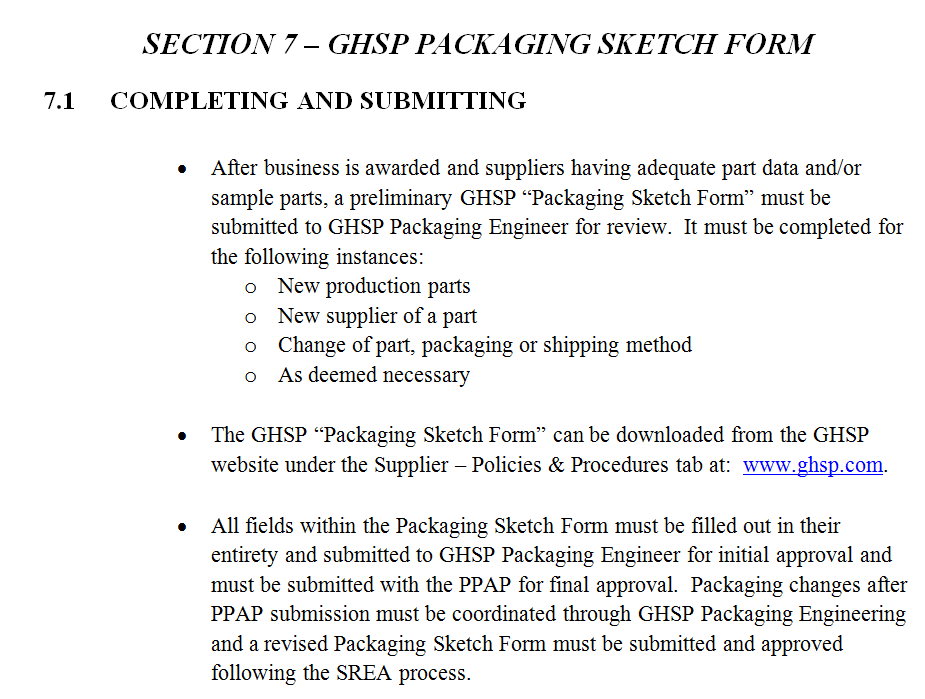 SECTION 7 – GHSP PACKAGING SKETCH FORM
7.1 COMPLETING AND SUBMITTING
• After business is awarded and suppliers having adequate part data and/or
sample parts, a preliminary GHSP “Packaging Sketch Form” must be
submitted to GHSP Packaging Engineer for review.  It must be completed for
the following instances:
o New production parts
o New supplier of a part
o Change of part, packaging or shipping method
o As deemed necessary
• The GHSP “Packaging Sketch Form” can be downloaded from the GHSP
website under the Supplier – Policies & Procedures tab at:  www.ghsp.com.
• All fields within the Packaging Sketch Form must be filled out in their
entirety and submitted to GHSP Packaging Engineer for initial approval and
must be submitted with the PPAP for final approval.  Packaging changes after
PPAP submission must be coordinated through GHSP Packaging Engineering
and a revised Packaging Sketch Form must be submitted and approved
following the SREA process.